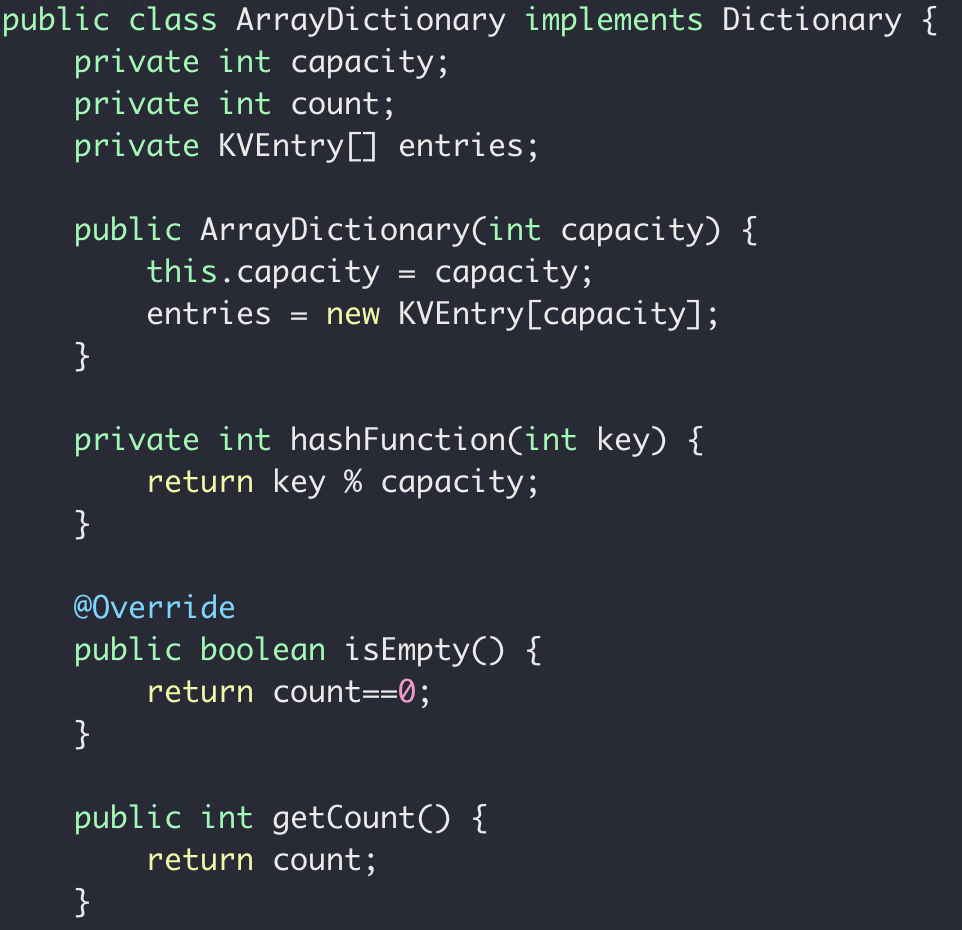 public class ArrayDictionary implements Dictionary {
    private int capacity;
    private int count;
    private KVEntry[] entries;

    public ArrayDictionary(int capacity) {
        this.capacity = capacity;
        entries = new KVEntry[capacity];
    }

    private int hashFunction(int key) {
        return key % capacity;
    }

    @Override
    public boolean isEmpty() {
        return count==0;
    }

    public int getCount() {
        return count;
    }